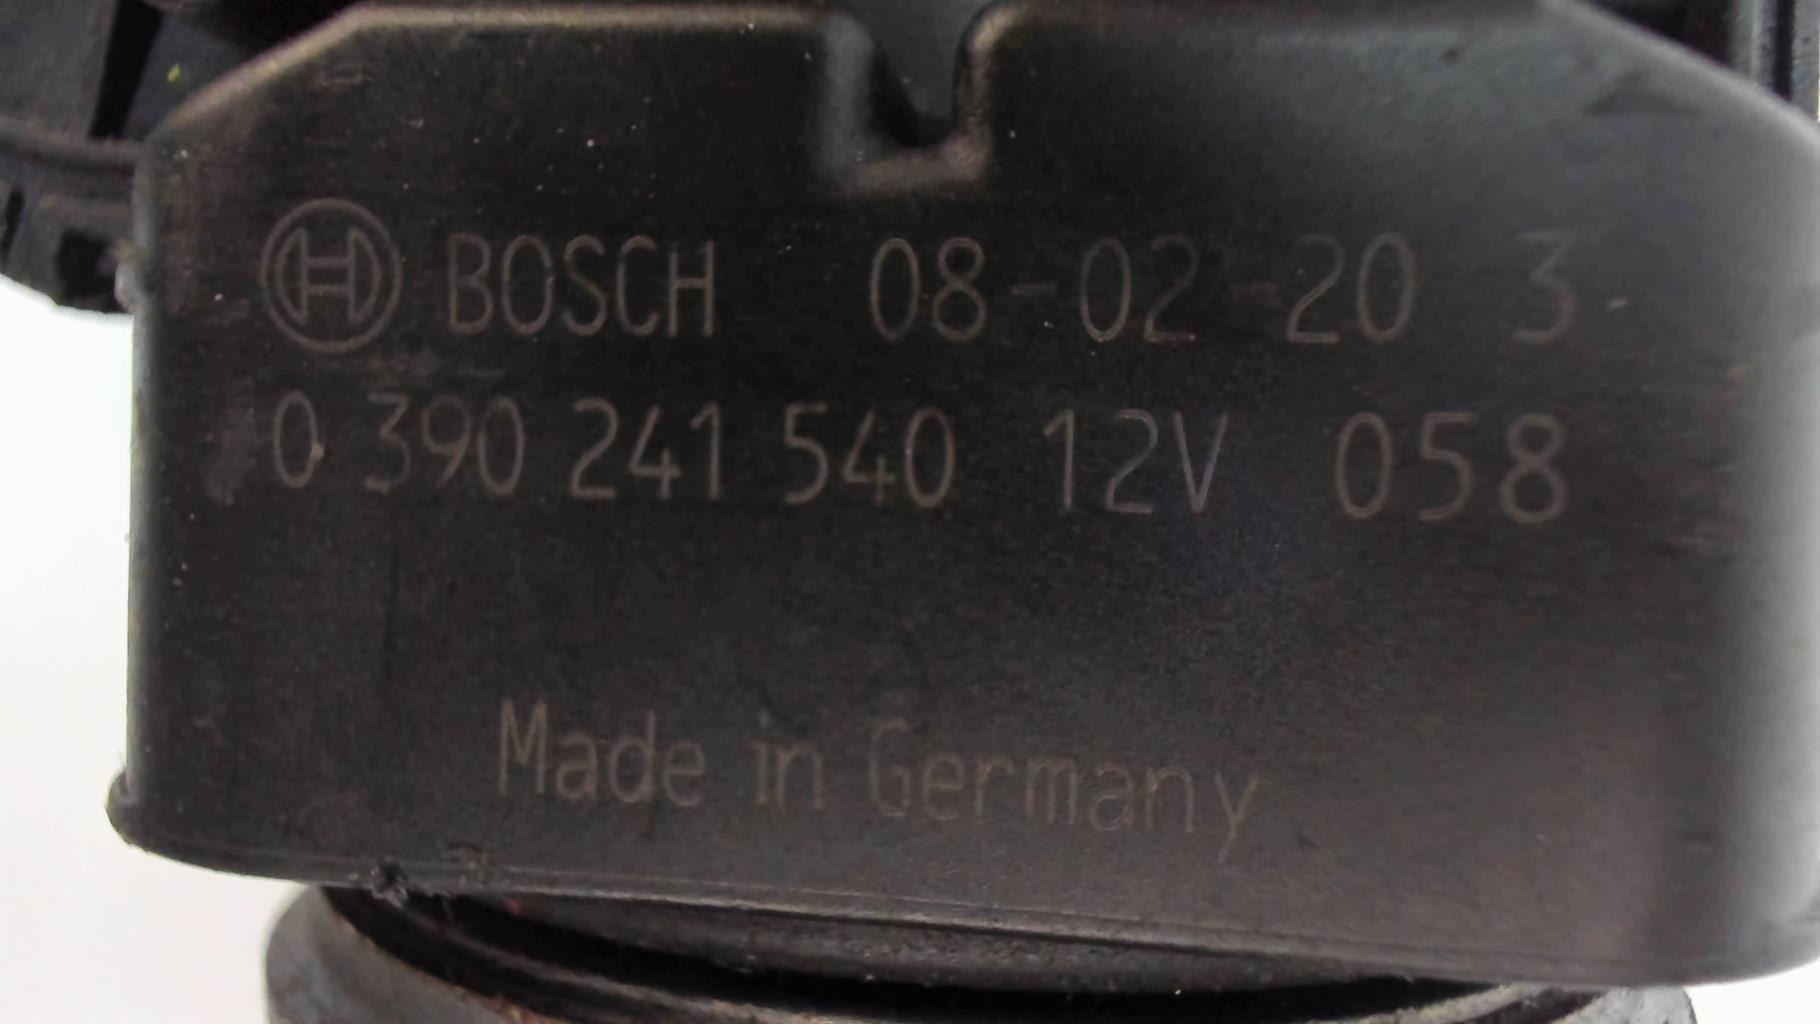 BOSCH 08-02-20 3
0 390 241 540 12V 058
Made in Germany